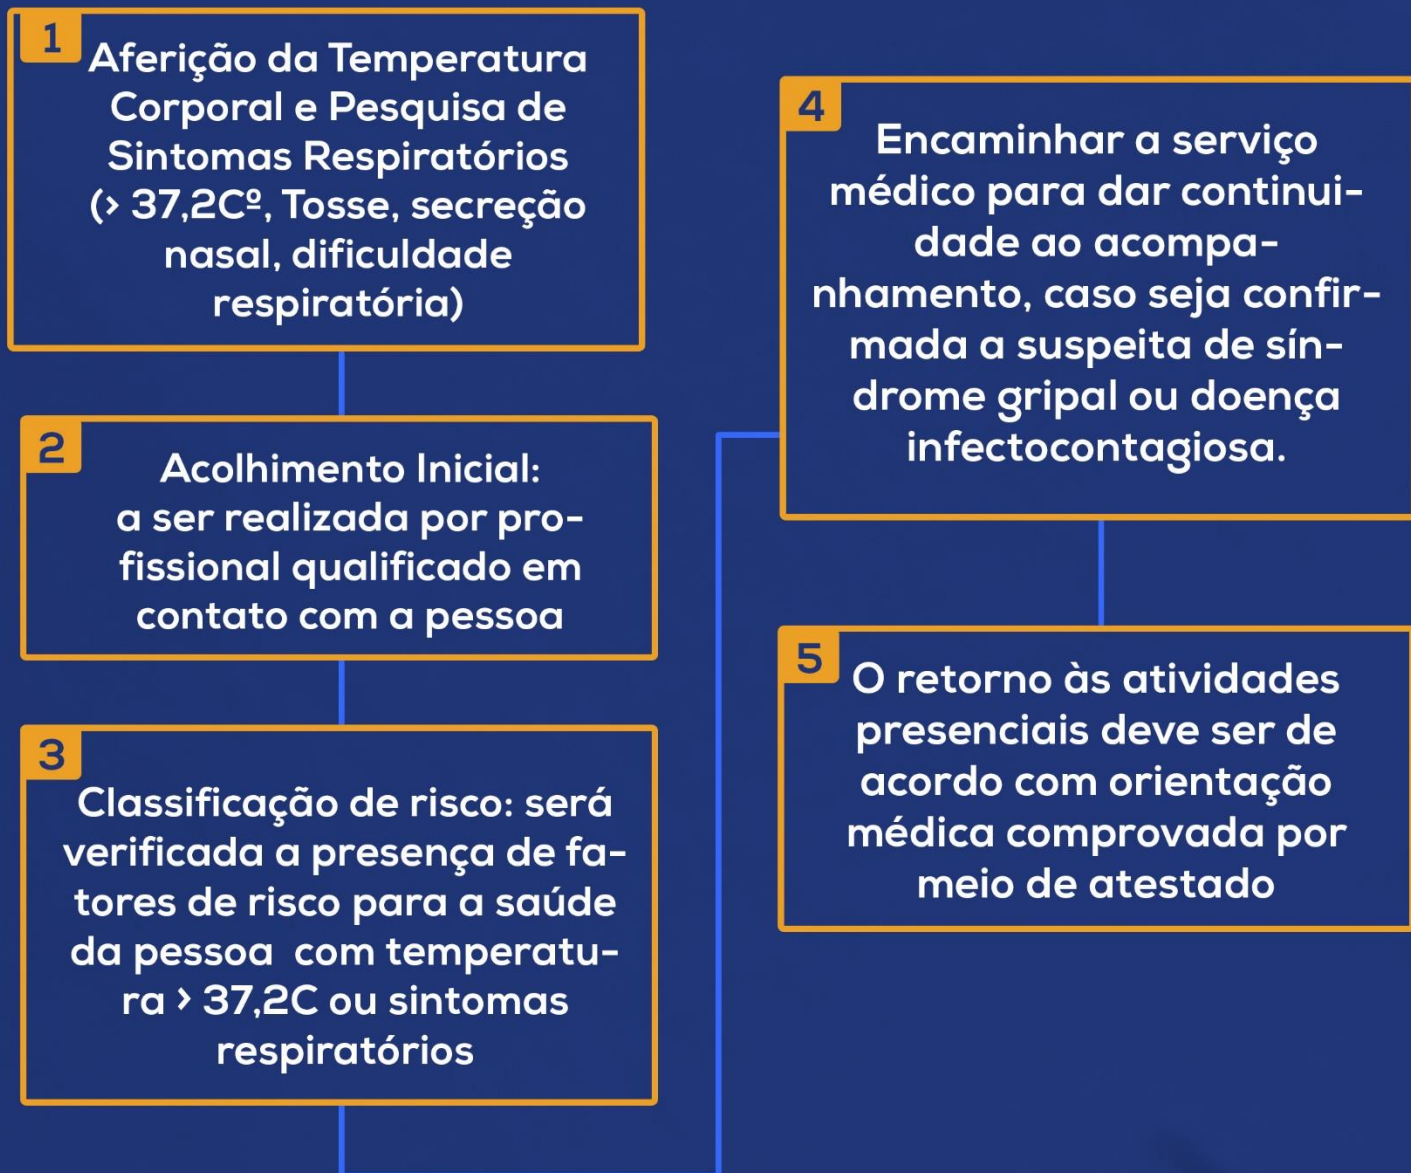 1
Aferição da Temperatura
Corporal e Pesquisa de
Sintomas Respiratórios
(> 37,2Cº, Tosse, secreção
nasal, dificuldade
respiratória)
2
Acolhimento Inicial:
a ser realizada por pro-
fissional qualificado em
contato com a pessoa
3
Classificação de risco: será
verificada a presença de fa-
tores de risco para a saúde
da pessoa com temperatu-
ra > 37,2C ou sintomas
respiratórios
4
Encaminhar a serviço
médico para dar continui-
dade ao acompa-
nhamento, caso seja confir-
mada a suspeita de sín-
drome gripal ou doença
infectocontagiosa.
5
O retorno às atividades
presenciais deve ser de
acordo com orientação
médica comprovada por
meio de atestado